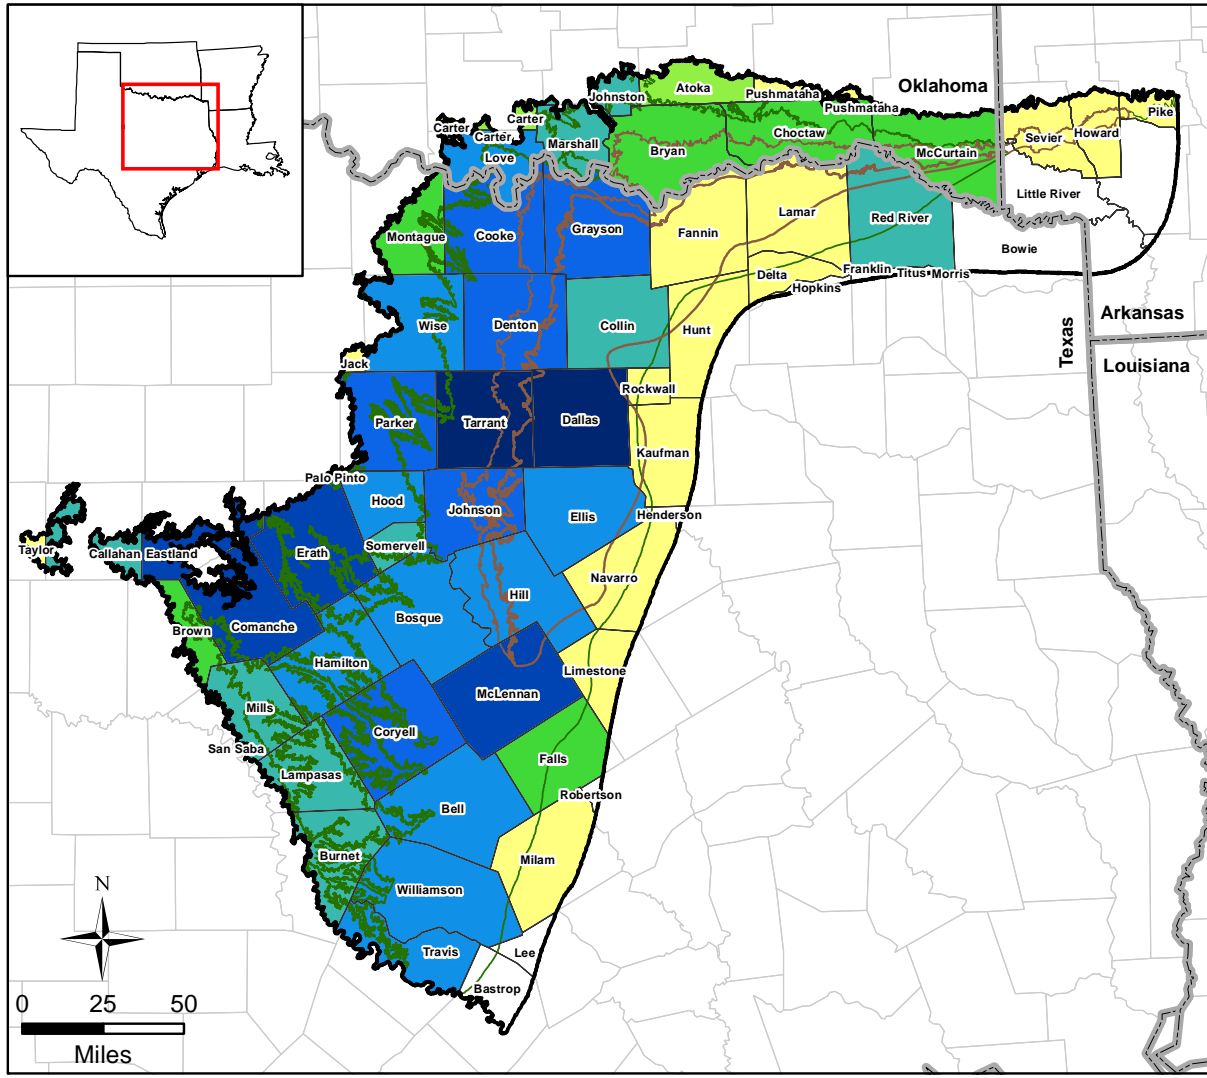 Oklahoma
Johnston
Atoka
Pushmataha
Pushmataha
Carter
Carter
Carter
Love
Marshall
Bryan
Choctaw
McCurtain
Sevier
Howard
Pike
Little River
Bowie
Montague
Cooke
Grayson
Fannin
Lamar
Red River
Delta
Franklin
Titus
Morris
Hopkins
Wise
Denton
Collin
Hunt
Texas
Arkansas
Louisiana
Jack
Rockwall
Parker
Tarrant
Dallas
Kaufman
Palo Pinto
Hood
Johnson
Ellis
Henderson
Taylor
Callahan
Eastland
Erath
Somervell
Navarro
Hill
Bosque
Brown
Comanche
Hamilton
Limestone
McLennan
Mills
Coryell
San Saba
Lampasas
Falls
Robertson
Bell
Burnet
Milam
Williamson
Travis
Lee
Bastrop
N
0 25 50
Miles